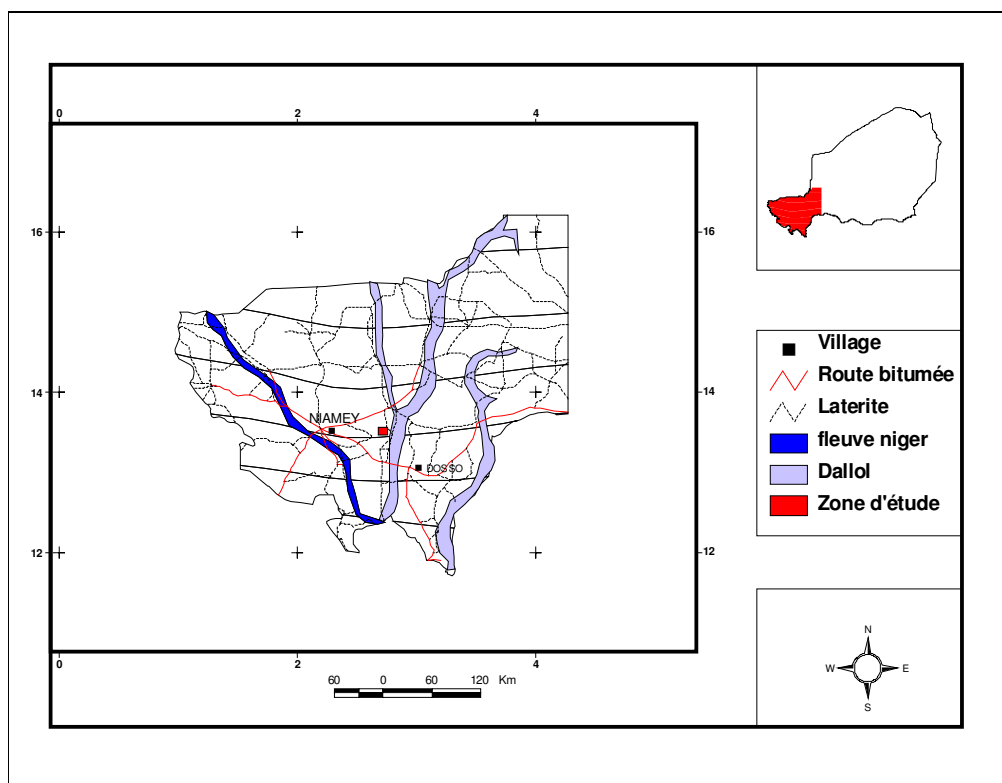 0 2 4
16 16
14 14
NIAMEY
DOSSO
12 12
0 2 4
60 0 60 120 Km
Village
Route bitumée
Laterite
fleuve niger
Dallol
Zone d'étude
N
W E
S